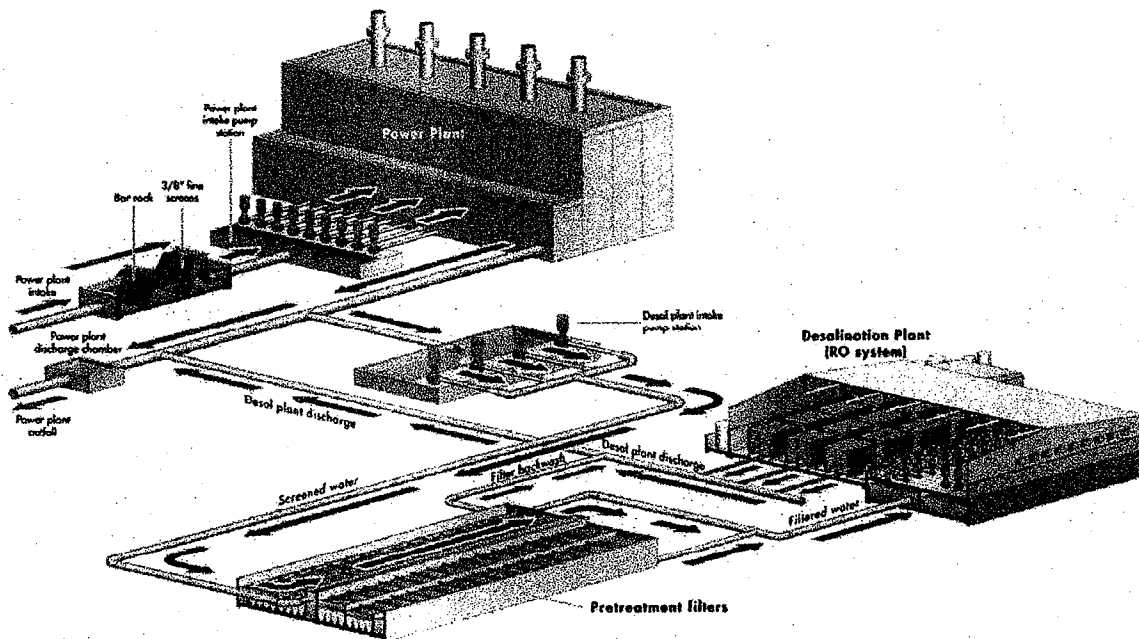 Power plant
intake pump
station
Power Plant
3/8" fine
screens
Bar rack
Power plant
intake
Power plant
discharge chamber
Power plant
outfall
Desal plant intake
pump station
Desalination Plant
(RO system)
Desal plant discharge
Desal plant discharge
Filter backwash
Screened water
Filtered water
Pretreatment filters